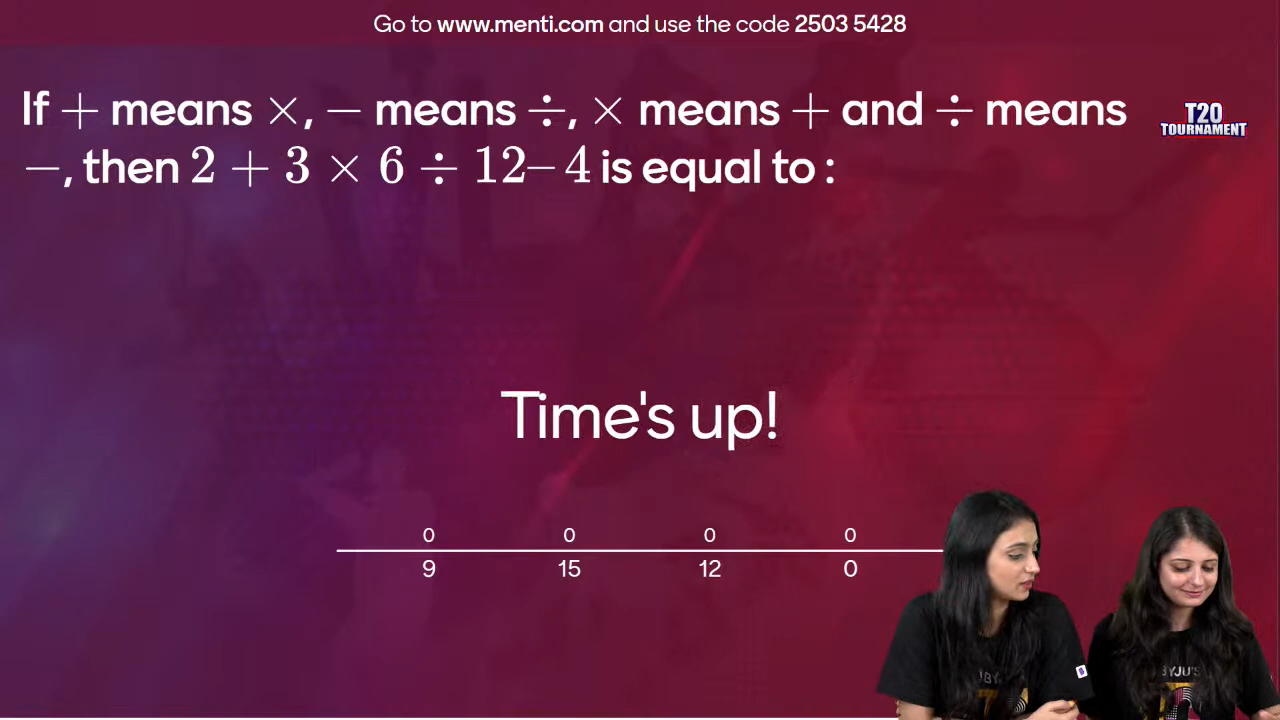 Go to www.menti.com and use the code 2503 5428
If + means ×, − means ÷, × means + and ÷ means
−, then 2 + 3 × 6 ÷ 12– 4 is equal to :
T20
TOURNAMENT
Time's up!
0 0 0 0
9 15 12 0
BYJU'S